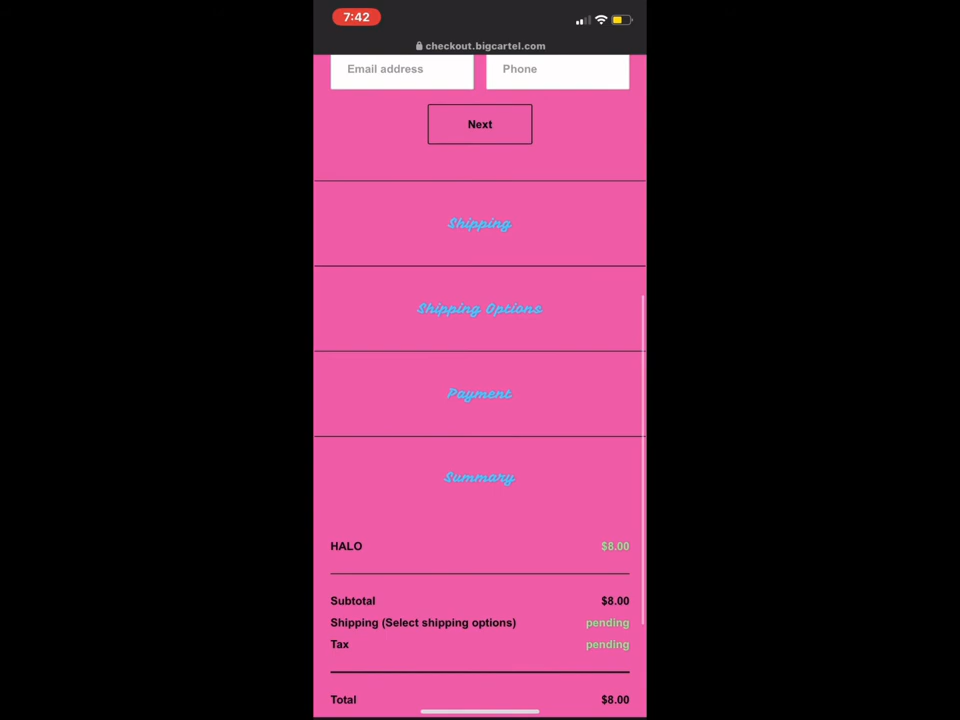 7:42
checkout.bigcartel.com
Email address Phone
Next
Shipping
Shipping Options
Payment
Summary
HALO $8.00
Subtotal $8.00
Shipping (Select shipping options) pending
Tax pending
Total $8.00